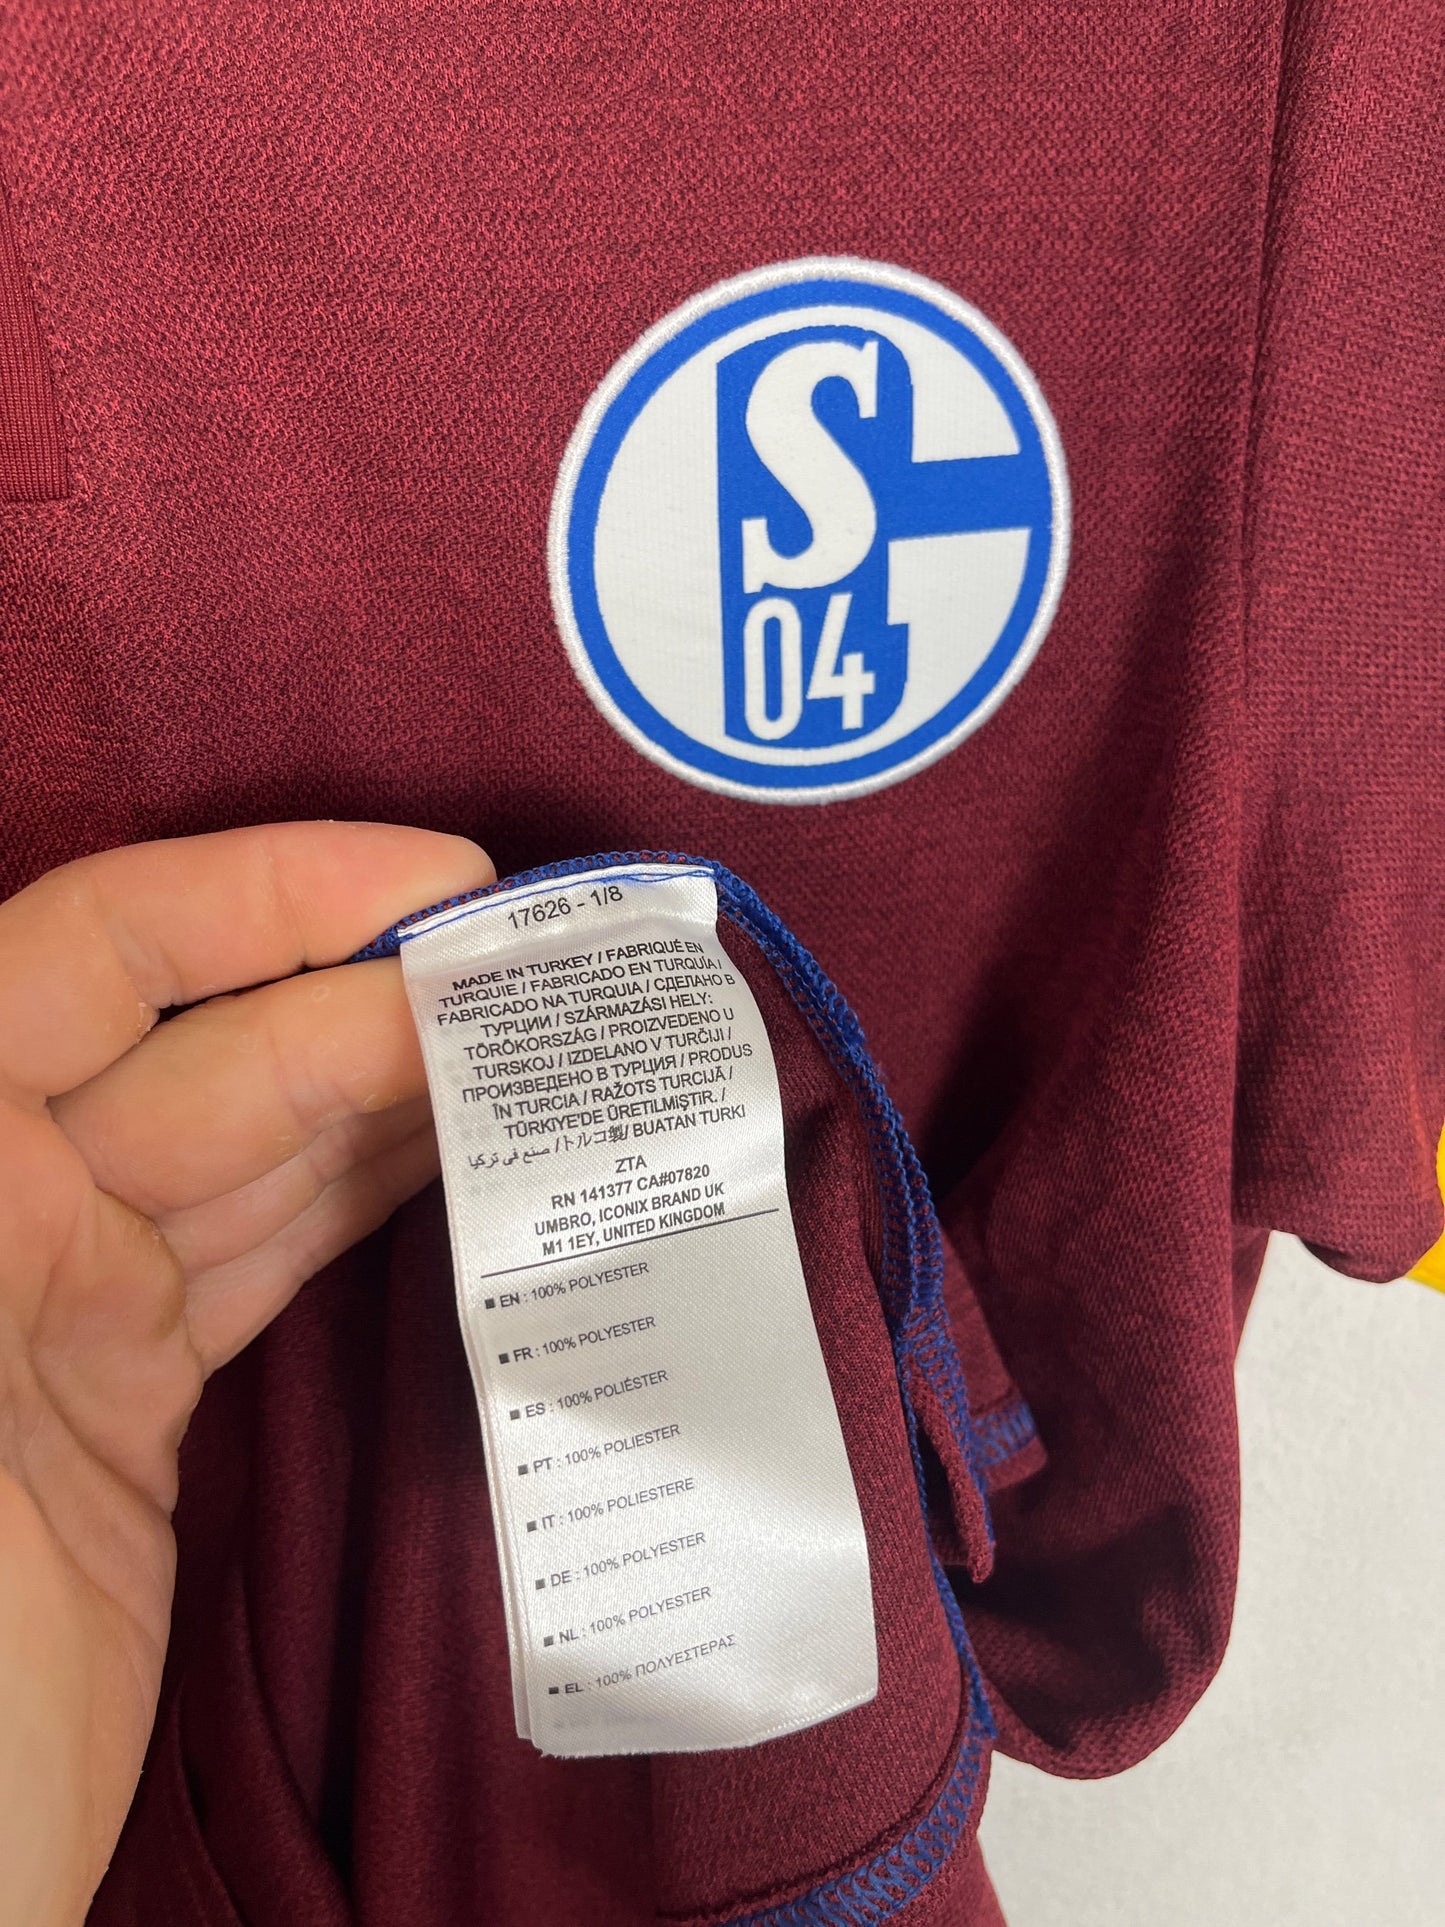 S
04
17626 - 1/8
MADE IN TURKEY / FABRIQUÉ EN
TURQUIE / FABRICADO EN TURQUÍA /
FABRICADO NA TURQUIA / СДЕЛАНО В
ТУРЦИИ / SZÁRMAZÁSI HELY:
TÖRÖKORSZÁG / PROIZVEDENO U
TURSKOJ / IZDELANO V TURČIJI /
ПРОИЗВЕДЕНО В ТУРЦИЯ / PRODUS
ÎN TURCIA / RAŽOTS TURCIJĀ /
TÜRKIYE'DE ÜRETILMIŞTIR. /
صنع في تركيا /トルコ製/ BUATAN TURKI
ZTA
RN 141377 CA#07820
UMBRO, ICONIX BRAND UK
M1 1EY, UNITED KINGDOM
■ EN : 100% POLYESTER
■ FR : 100% POLYESTER
■ ES : 100% POLIÉSTER
■ PT : 100% POLIESTER
■ IT : 100% POLIESTERE
■ DE : 100% POLYESTER
■ NL : 100% POLYESTER
■ EL : 100% ΠΟΛΥΕΣΤΕΡΑΣ